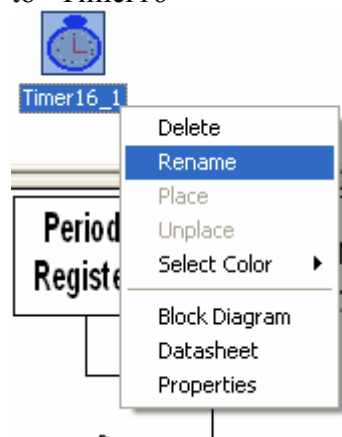 to "Timer16"
Timer16_1
Delete
Rename
Place
Unplace
Select Color
Block Diagram
Datasheet
Properties
Period
Registe